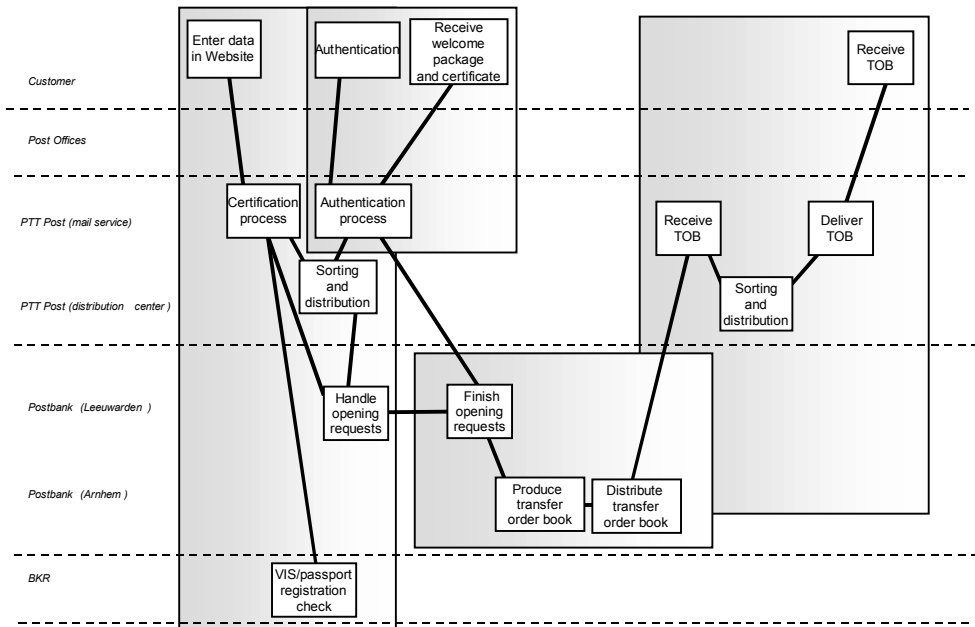 Enter data
in Website
Authentication
Receive
welcome
package
and certificate
Receive
TOB
Customer
Post Offices
Certification
process
Authentication
process
Receive
TOB
Deliver
TOB
PTT Post (mail service)
Sorting
and
distribution
Sorting
and
distribution
PTT Post (distribution center )
Handle
opening
requests
Finish
opening
requests
Postbank (Leeuwarden )
Produce
transfer
order book
Distribute
transfer
order book
Postbank (Arnhem )
VIS/passport
registration
check
BKR